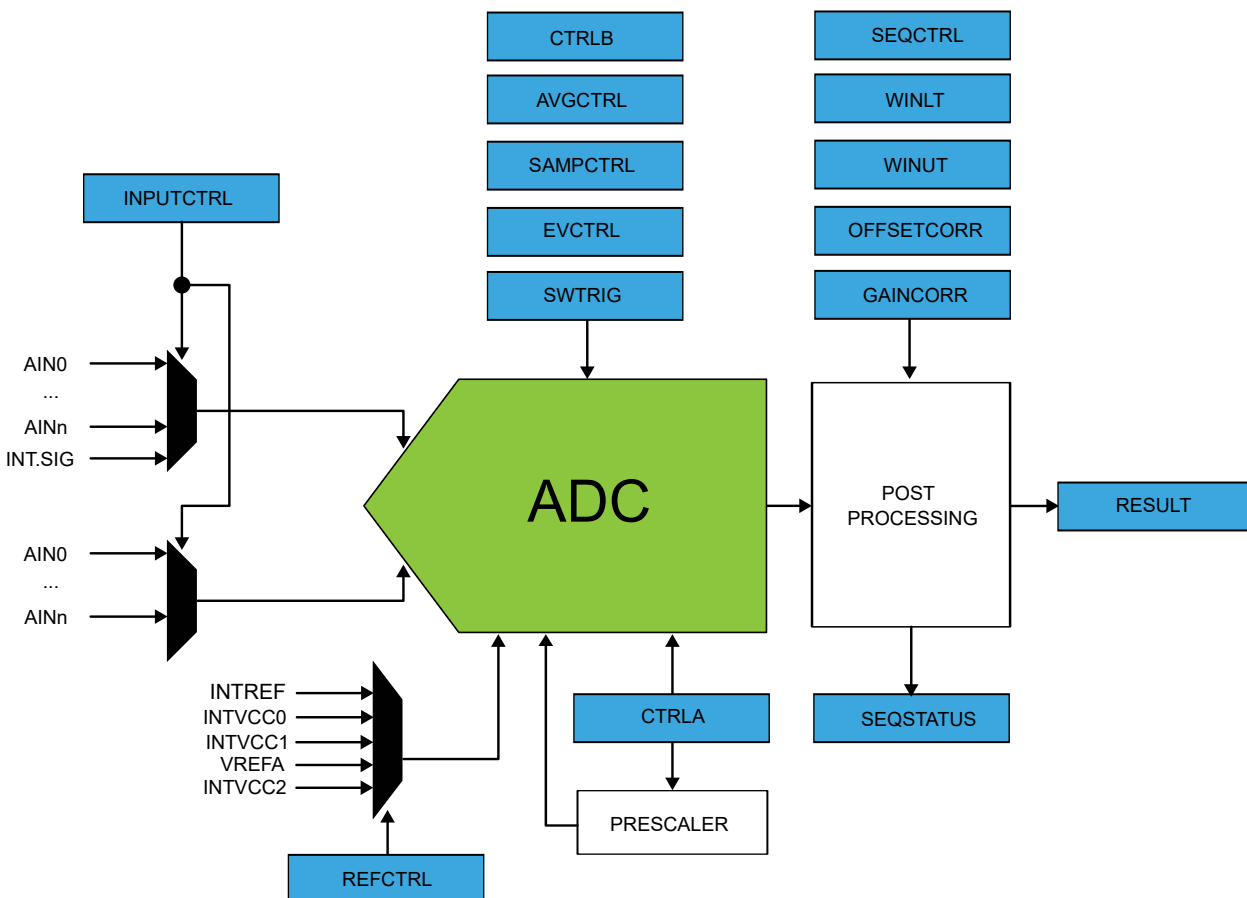 CTRLB
SEQCTRL
AVGCTRL
WINLT
SAMPCTRL
WINUT
INPUTCTRL
EVCTRL
OFFSETCORR
SWTRIG
GAINCORR
AIN0
...
AINn
INT.SIG
ADC
POST
PROCESSING
RESULT
AIN0
...
AINn
INTREF
INTVCC0
INTVCC1
VREFA
INTVCC2
CTRLA
SEQSTATUS
PRESCALER
REFCTRL